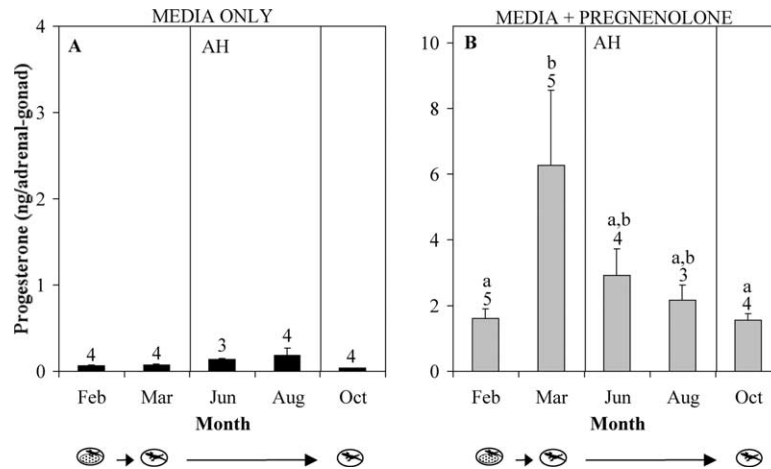 MEDIA ONLY
A
AH
Progesterone (ng/adrenal-gonad)
4
3
2
1
0
4
4
3
4
4
Feb
Mar
Jun
Aug
Oct
Month
MEDIA + PREGNENOLONE
B
AH
10
8
6
4
2
0
a
5
b
5
a,b
4
a,b
3
a
4
Feb
Mar
Jun
Aug
Oct
Month